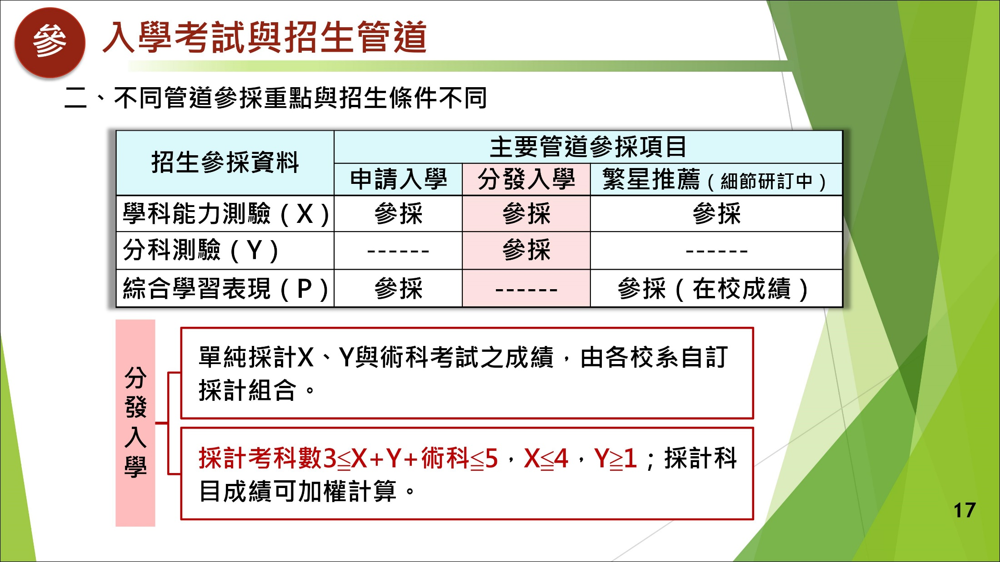 參
入學考試與招生管道
二、不同管道參採重點與招生條件不同
招生參採資料
主要管道參採項目
申請入學 分發入學 繁星推薦（細節研訂中）
學科能力測驗（X） 參採 參採 參採
分科測驗（Y） ------ 參採 ------
綜合學習表現（P） 參採 ------ 參採（在校成績）
分發入學
單純採計X、Y與術科考試之成績，由各校系自訂
採計組合。
採計考科數3≦X+Y+術科≦5，X≦4，Y≧1；採計科
目成績可加權計算。
17